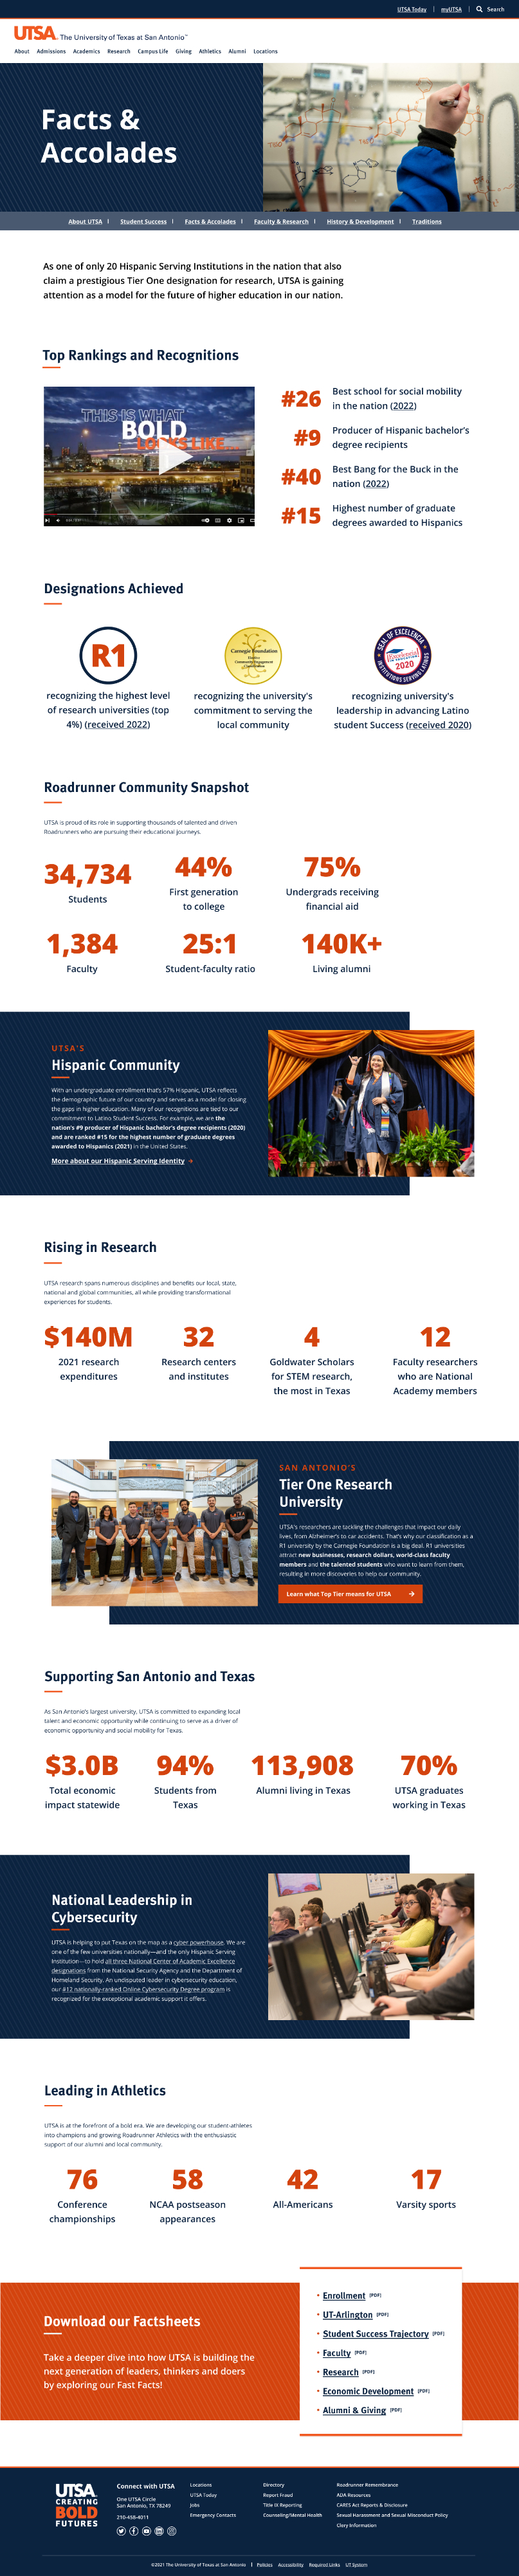 UTSA Today | myUTSA | Search
UTSA. The University of Texas at San Antonio™
About Admissions Academics Research Campus Life Giving Athletics Alumni Locations
Facts &
Accolades
About UTSA | Student Success | Facts & Accolades | Faculty & Research | History & Development | Traditions
As one of only 20 Hispanic Serving Institutions in the nation that also
claim a prestigious Tier One designation for research, UTSA is gaining
attention as a model for the future of higher education in our nation.
Top Rankings and Recognitions
THIS IS WHAT
BOLD
LOOKS LIKE
#26 Best school for social mobility
in the nation (2022)
#9 Producer of Hispanic bachelor's
degree recipients
#40 Best Bang for the Buck in the
nation (2022)
#15 Highest number of graduate
degrees awarded to Hispanics
Designations Achieved
R1
recognizing the highest level
of research universities (top
4%) (received 2022)
Carnegie Foundation
Elective
Community Engagement
Classification
recognizing the university's
commitment to serving the
local community
SEAL OF EXCELENCIA
2020
recognizing university's
leadership in advancing Latino
student Success (received 2020)
Roadrunner Community Snapshot
UTSA is proud of its role in supporting thousands of talented and driven
Roadrunners who are pursuing their educational journeys.
34,734
Students
44%
First generation
to college
75%
Undergrads receiving
financial aid
1,384
Faculty
25:1
Student-faculty ratio
140K+
Living alumni
UTSA'S
Hispanic Community
With an undergraduate enrollment that's 57% Hispanic, UTSA reflects
the demographic future of our country and serves as a model for closing
the gaps in higher education. Many of our recognitions are tied to our
commitment to Latino Student Success. For example, we are the
nation's #9 producer of Hispanic bachelor's degree recipients (2020)
and are ranked #15 for the highest number of graduate degrees
awarded to Hispanics (2021) in the United States.
More about our Hispanic Serving Identity →
Rising in Research
UTSA research spans numerous disciplines and benefits our local, state,
national and global communities, all while providing transformational
experiences for students.
$140M
2021 research
expenditures
32
Research centers
and institutes
4
Goldwater Scholars
for STEM research,
the most in Texas
12
Faculty researchers
who are National
Academy members
SAN ANTONIO'S
Tier One Research
University
UTSA's researchers are tackling the challenges that impact our daily
lives, from Alzheimer's to car accidents. That's why our classification as a
R1 university by the Carnegie Foundation is a big deal. R1 universities
attract new businesses, research dollars, world-class faculty
members and the talented students who want to learn from them,
resulting in more discoveries to help our community.
Learn what Top Tier means for UTSA →
Supporting San Antonio and Texas
As San Antonio's largest university, UTSA is committed to expanding local
talent and economic opportunity while continuing to serve as a driver of
economic opportunity and social mobility for Texas.
$3.0B
Total economic
impact statewide
94%
Students from
Texas
113,908
Alumni living in Texas
70%
UTSA graduates
working in Texas
National Leadership in
Cybersecurity
UTSA is helping to put Texas on the map as a cyber powerhouse. We are
one of the few universities nationally—and the only Hispanic Serving
Institution—to hold all three National Center of Academic Excellence
designations from the National Security Agency and the Department of
Homeland Security. An undisputed leader in cybersecurity education,
our #12 nationally-ranked Online Cybersecurity Degree program is
recognized for the exceptional academic support it offers.
Leading in Athletics
UTSA is at the forefront of a bold era. We are developing our student-athletes
into champions and growing Roadrunner Athletics with the enthusiastic
support of our alumni and local community.
76
Conference
championships
58
NCAA postseason
appearances
42
All-Americans
17
Varsity sports
Download our Factsheets
Take a deeper dive into how UTSA is building the
next generation of leaders, thinkers and doers
by exploring our Fast Facts!
• Enrollment [PDF]
• UT-Arlington [PDF]
• Student Success Trajectory [PDF]
• Faculty [PDF]
• Research [PDF]
• Economic Development [PDF]
• Alumni & Giving [PDF]
UTSA
CREATING
BOLD
FUTURES
Connect with UTSA
One UTSA Circle
San Antonio, TX 78249
210-458-4011
Locations
UTSA Today
Jobs
Emergency Contacts
Directory
Report Fraud
Title IX Reporting
Counseling/Mental Health
Roadrunner Remembrance
ADA Resources
CARES Act Reports & Disclosure
Sexual Harassment and Sexual Misconduct Policy
Clery Information
©2021 The University of Texas at San Antonio | Policies Accessibility Required Links UT System